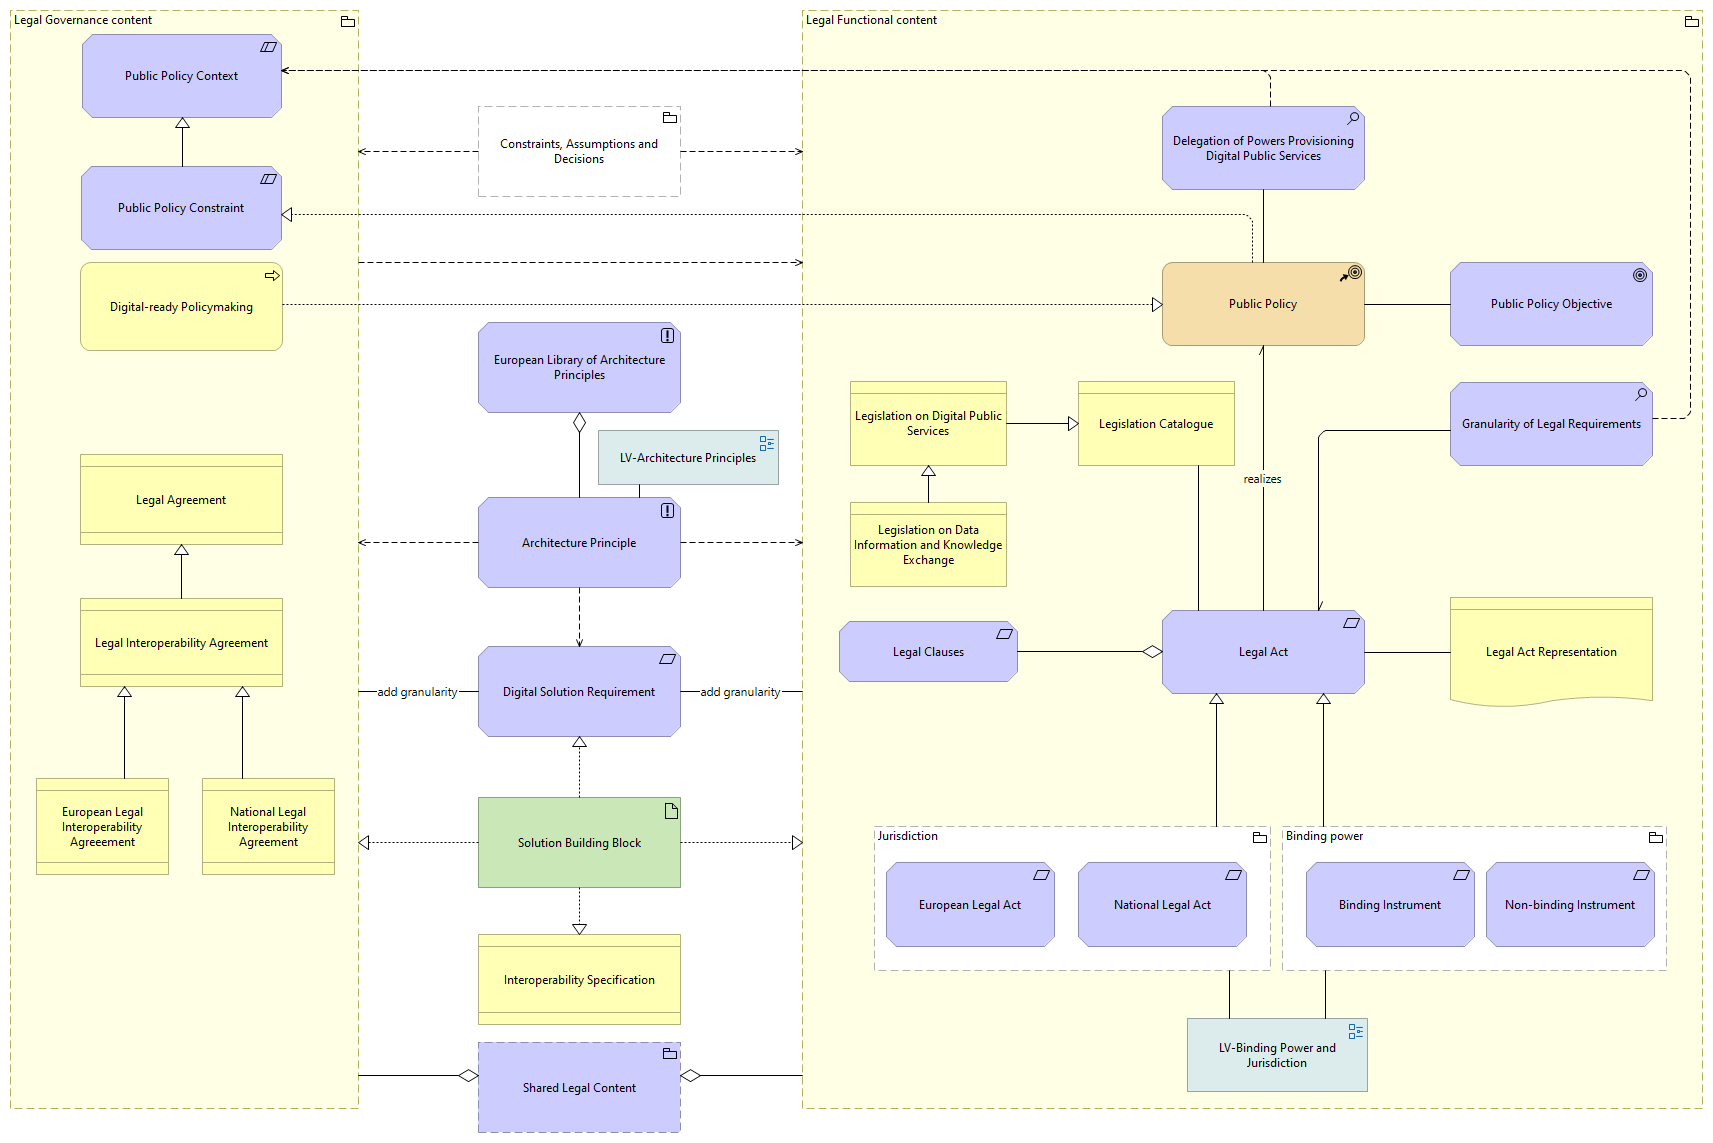 Legal Governance content
Legal Functional content
Public Policy Context
Constraints, Assumptions and
Decisions
Delegation of Powers Provisioning
Digital Public Services
Public Policy Constraint
Digital-ready Policymaking
Public Policy
Public Policy Objective
European Library of Architecture
Principles
LV-Architecture Principles
Legislation on Digital Public
Services
Legislation Catalogue
Granularity of Legal Requirements
realizes
Legal Agreement
Architecture Principle
Legislation on Data
Information and Knowledge
Exchange
Legal Interoperability Agreement
Legal Clauses
Legal Act
Legal Act Representation
add granularity
Digital Solution Requirement
add granularity
European Legal
Interoperability
Agreeement
National Legal
Interoperability
Agreement
Solution Building Block
Jurisdiction
Binding power
European Legal Act
National Legal Act
Binding Instrument
Non-binding Instrument
Interoperability Specification
LV-Binding Power and
Jurisdiction
Shared Legal Content